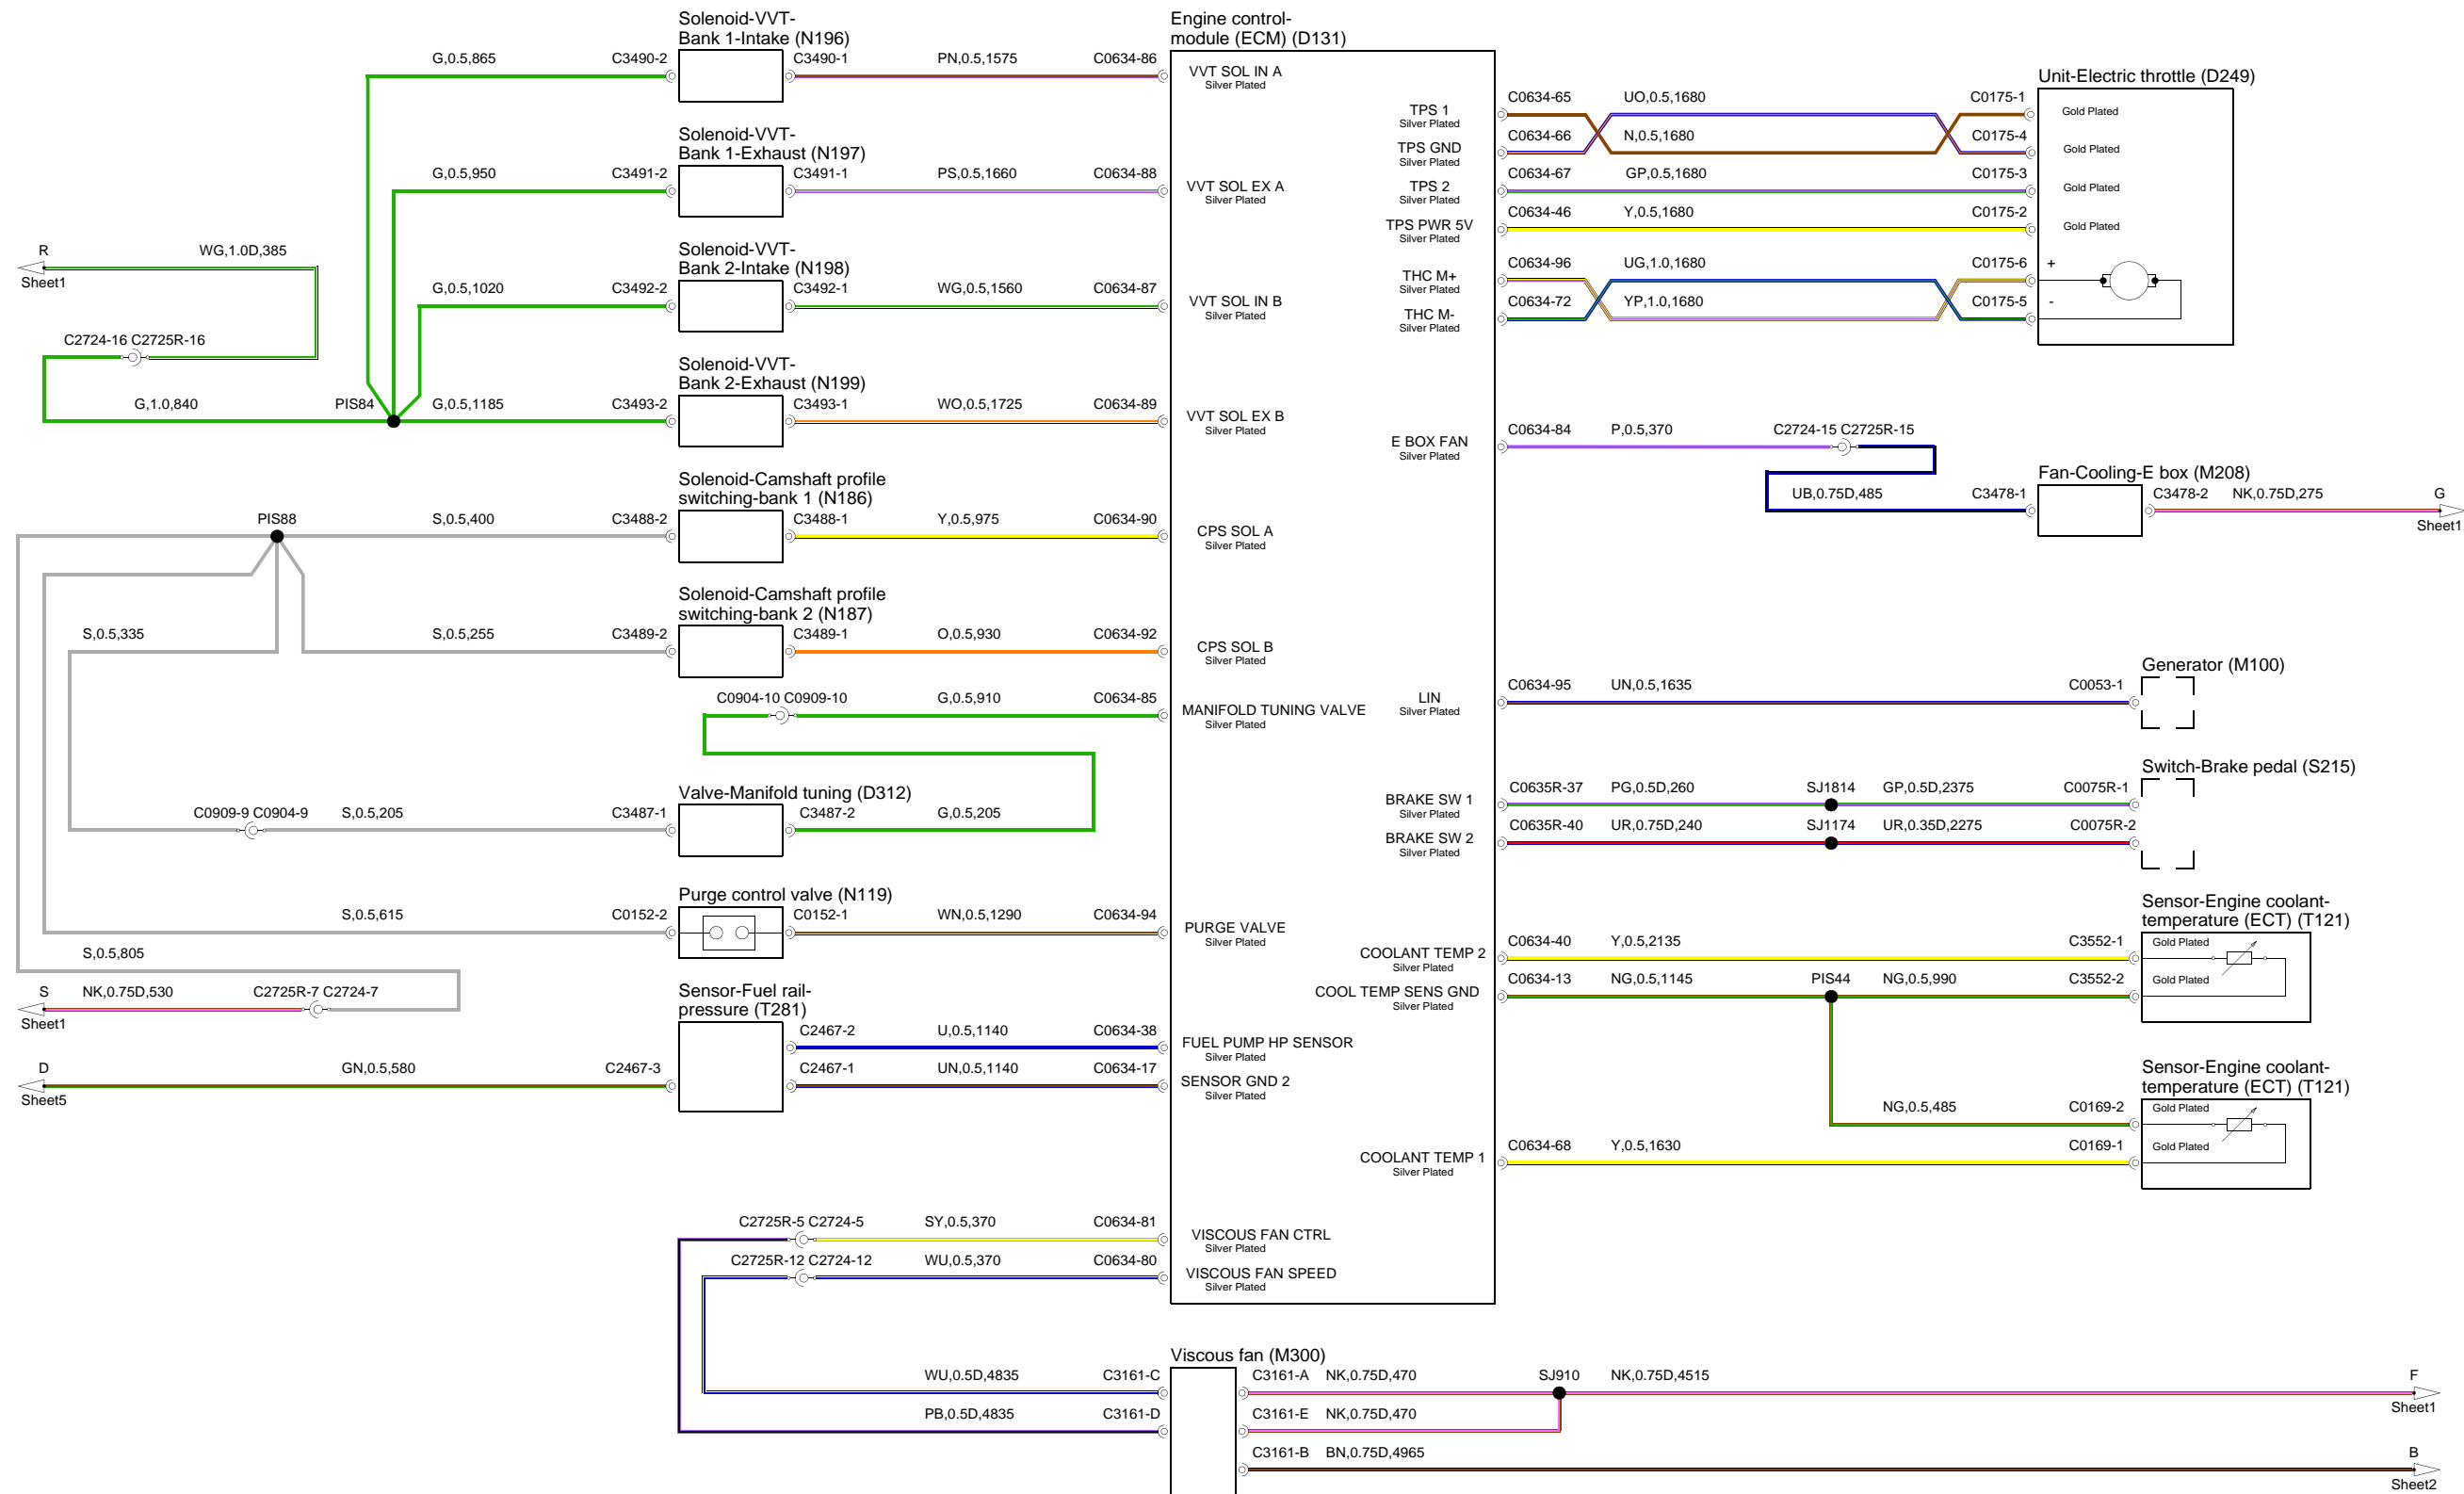 Solenoid-VVT-
Bank 1-Intake (N196)
G,0.5,865
C3490-2
C3490-1
PN,0.5,1575
C0634-86
Solenoid-VVT-
Bank 1-Exhaust (N197)
G,0.5,950
C3491-2
C3491-1
PS,0.5,1660
C0634-88
Solenoid-VVT-
Bank 2-Intake (N198)
R
Sheet1
WG,1.0D,385
G,0.5,1020
C3492-2
C3492-1
WG,0.5,1560
C0634-87
C2724-16 C2725R-16
Solenoid-VVT-
Bank 2-Exhaust (N199)
G,1.0,840
PIS84
G,0.5,1185
C3493-2
C3493-1
WO,0.5,1725
C0634-89
Solenoid-Camshaft profile
switching-bank 1 (N186)
PIS88
S,0.5,400
C3488-2
C3488-1
Y,0.5,975
C0634-90
Solenoid-Camshaft profile
switching-bank 2 (N187)
S,0.5,335
S,0.5,255
C3489-2
C3489-1
O,0.5,930
C0634-92
C0904-10 C0909-10
G,0.5,910
C0634-85
Valve-Manifold tuning (D312)
C0909-9 C0904-9
S,0.5,205
C3487-1
C3487-2
G,0.5,205
Purge control valve (N119)
S,0.5,615
C0152-2
C0152-1
WN,0.5,1290
C0634-94
S,0.5,805
S
Sheet1
NK,0.75D,530
C2725R-7 C2724-7
Sensor-Fuel rail-
pressure (T281)
C2467-2
U,0.5,1140
C0634-38
D
Sheet5
GN,0.5,580
C2467-3
C2467-1
UN,0.5,1140
C0634-17
C2725R-5 C2724-5
SY,0.5,370
C0634-81
C2725R-12 C2724-12
WU,0.5,370
C0634-80
Engine control-
module (ECM) (D131)
VVT SOL IN A
Silver Plated
VVT SOL EX A
Silver Plated
VVT SOL IN B
Silver Plated
VVT SOL EX B
Silver Plated
CPS SOL A
Silver Plated
CPS SOL B
Silver Plated
MANIFOLD TUNING VALVE
Silver Plated
PURGE VALVE
Silver Plated
FUEL PUMP HP SENSOR
Silver Plated
SENSOR GND 2
Silver Plated
VISCOUS FAN CTRL
Silver Plated
VISCOUS FAN SPEED
Silver Plated
TPS 1
Silver Plated
TPS GND
Silver Plated
TPS 2
Silver Plated
TPS PWR 5V
Silver Plated
THC M+
Silver Plated
THC M-
Silver Plated
E BOX FAN
Silver Plated
LIN
Silver Plated
BRAKE SW 1
Silver Plated
BRAKE SW 2
Silver Plated
COOLANT TEMP 2
Silver Plated
COOL TEMP SENS GND
Silver Plated
COOLANT TEMP 1
Silver Plated
Unit-Electric throttle (D249)
C0634-65
UO,0.5,1680
C0175-1
Gold Plated
C0634-66
N,0.5,1680
C0175-4
Gold Plated
C0634-67
GP,0.5,1680
C0175-3
Gold Plated
C0634-46
Y,0.5,1680
C0175-2
Gold Plated
C0634-96
UG,1.0,1680
C0175-6
+
C0634-72
YP,1.0,1680
C0175-5
-
C0634-84
P,0.5,370
C2724-15 C2725R-15
Fan-Cooling-E box (M208)
UB,0.75D,485
C3478-1
C3478-2
NK,0.75D,275
G
Sheet1
Generator (M100)
C0634-95
UN,0.5,1635
C0053-1
Switch-Brake pedal (S215)
C0635R-37
PG,0.5D,260
SJ1814
GP,0.5D,2375
C0075R-1
C0635R-40
UR,0.75D,240
SJ1174
UR,0.35D,2275
C0075R-2
Sensor-Engine coolant-
temperature (ECT) (T121)
C0634-40
Y,0.5,2135
C3552-1
Gold Plated
C0634-13
NG,0.5,1145
PIS44
NG,0.5,990
C3552-2
Gold Plated
Sensor-Engine coolant-
temperature (ECT) (T121)
NG,0.5,485
C0169-2
Gold Plated
C0634-68
Y,0.5,1630
C0169-1
Gold Plated
Viscous fan (M300)
WU,0.5D,4835
C3161-C
C3161-A
NK,0.75D,470
SJ910
NK,0.75D,4515
F
Sheet1
PB,0.5D,4835
C3161-D
C3161-E
NK,0.75D,470
C3161-B
BN,0.75D,4965
B
Sheet2